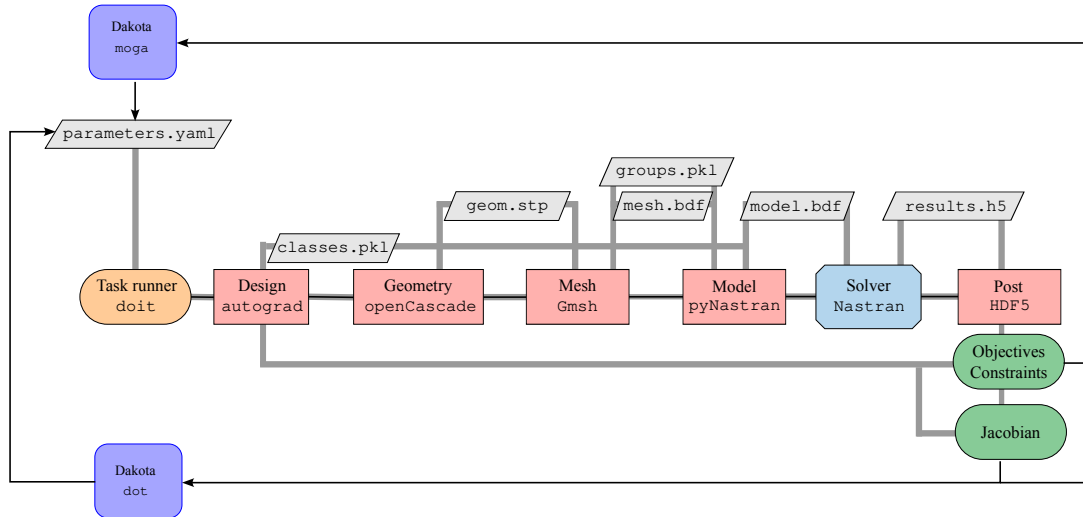 Dakota
moga
parameters.yaml
groups.pkl
geom.stp
mesh.bdf
model.bdf
results.h5
classes.pkl
Task runner
doit
Design
autograd
Geometry
openCascade
Mesh
Gmsh
Model
pyNastran
Solver
Nastran
Post
HDF5
Objectives
Constraints
Jacobian
Dakota
dot